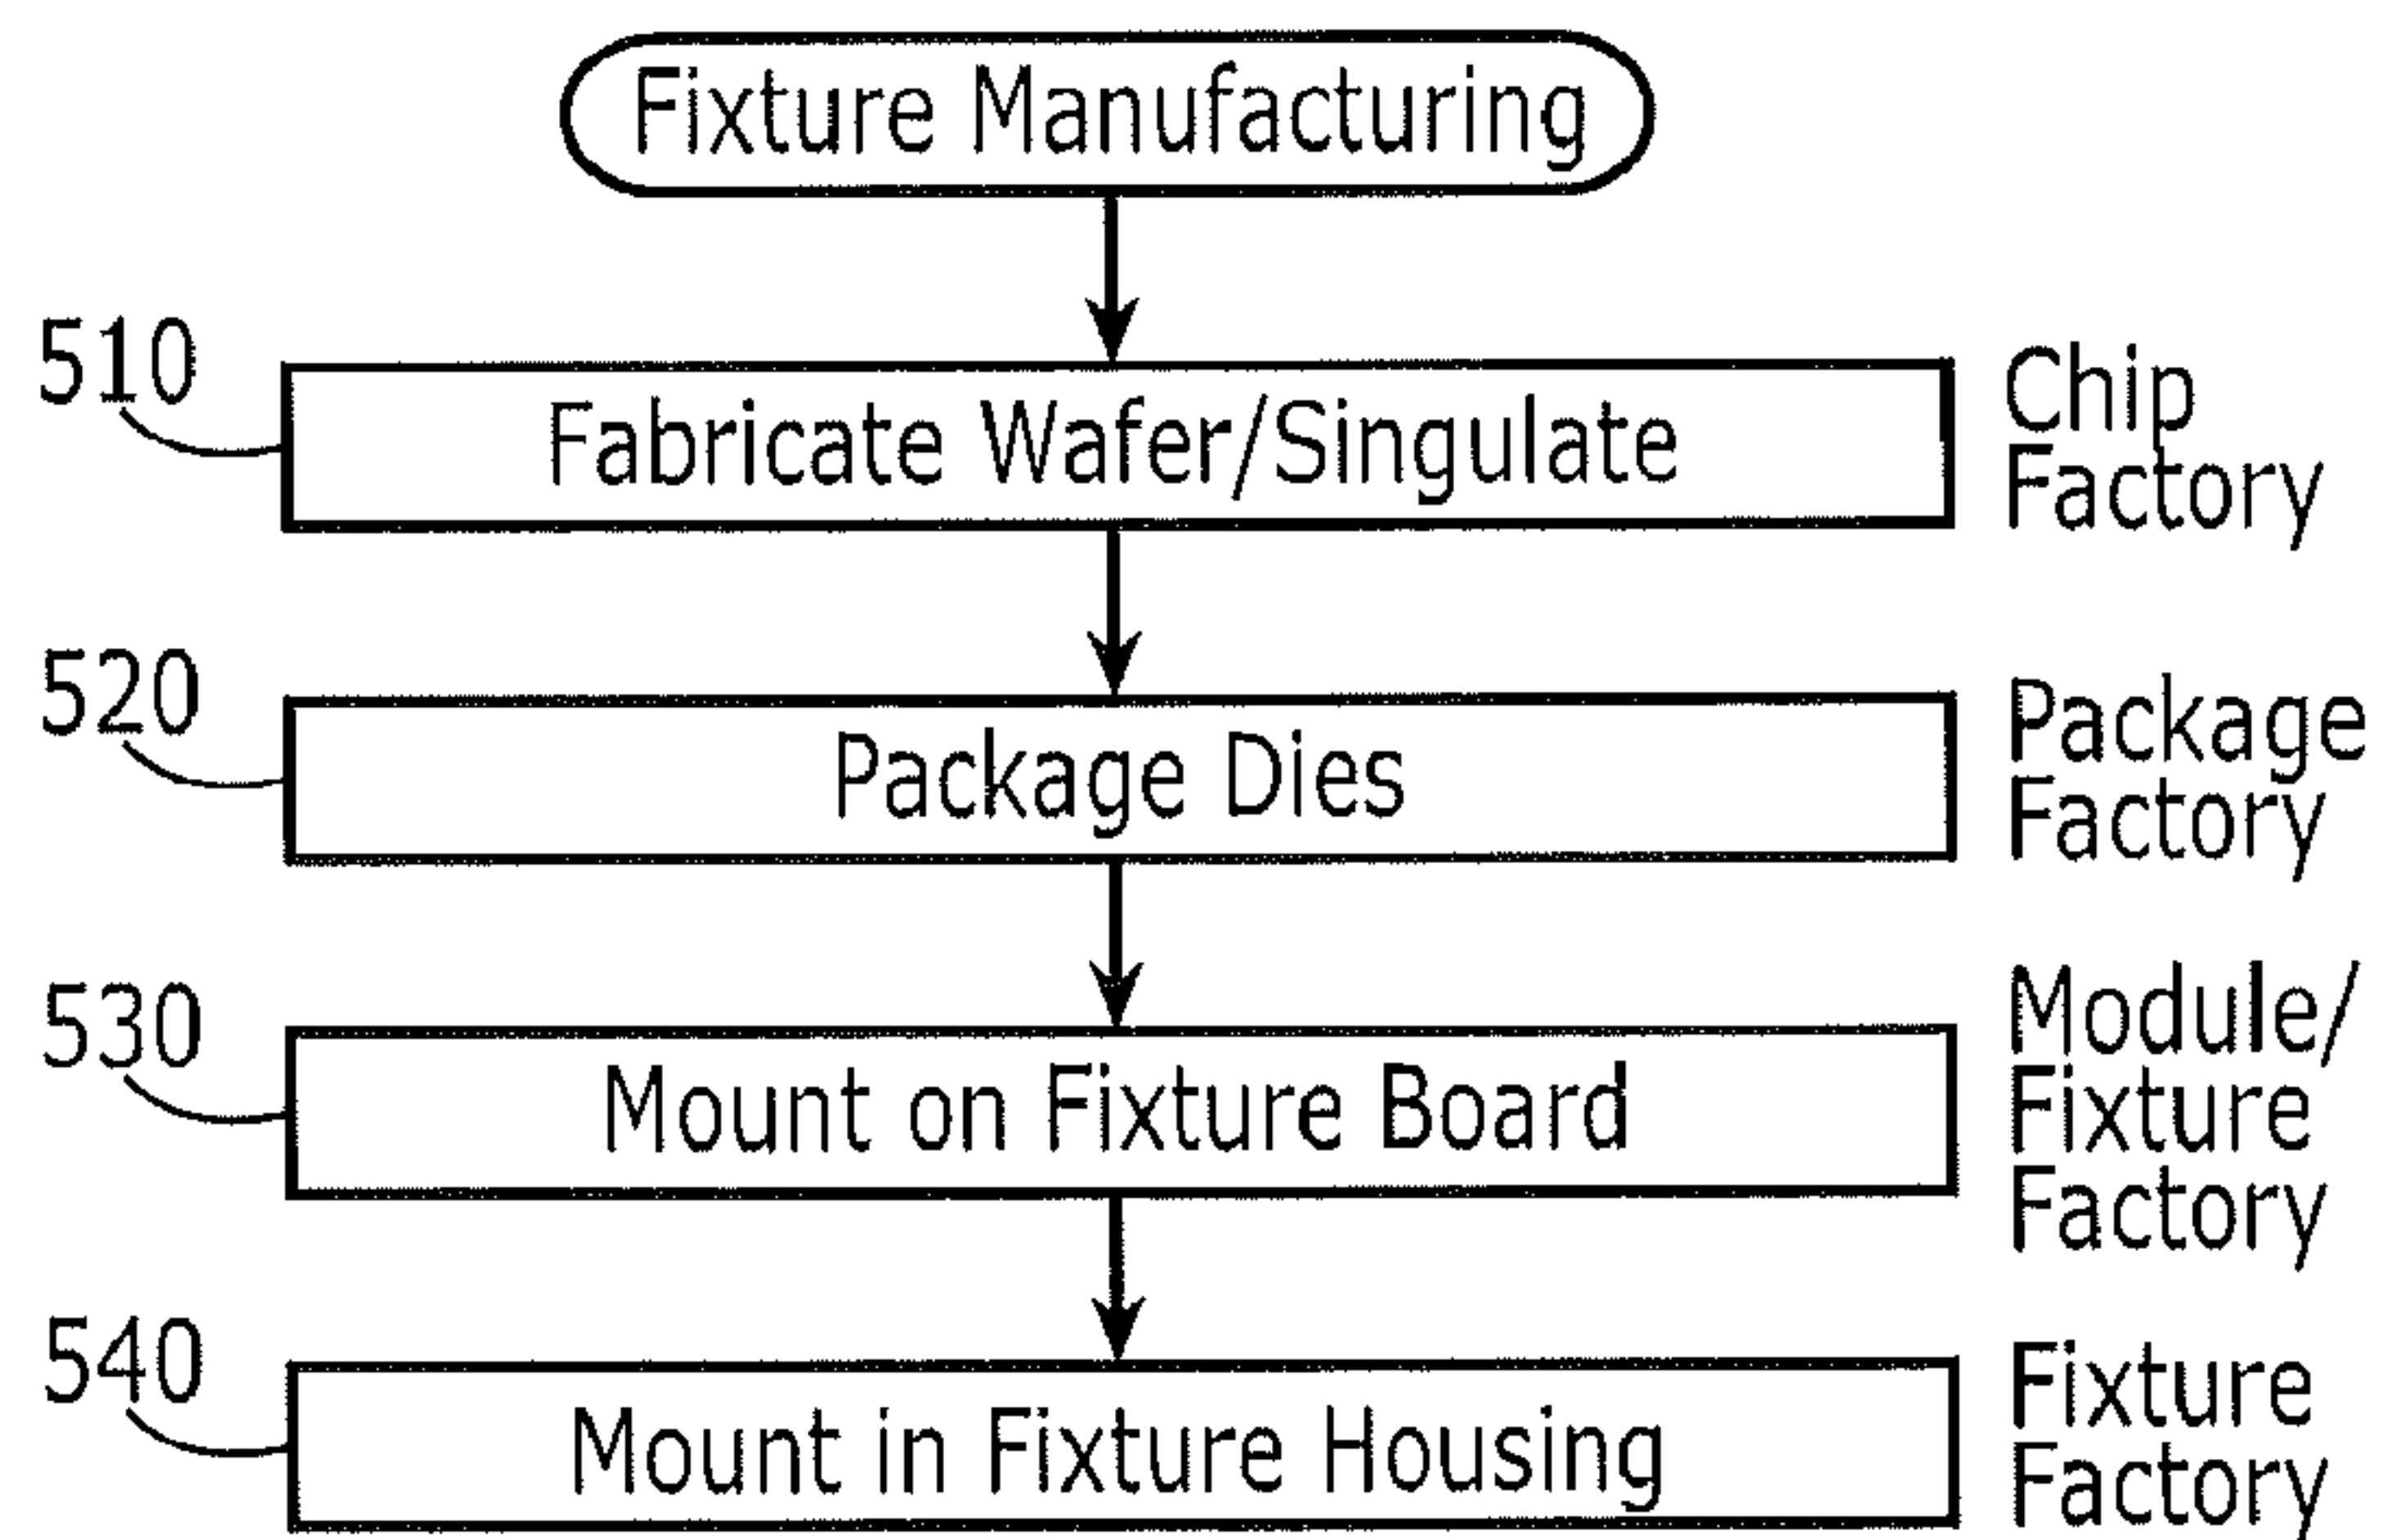 Fixture Manufacturing
510
Fabricate Wafer/Singulate
Chip
Factory
520
Package Dies
Package
Factory
530
Mount on Fixture Board
Module/
Fixture
Factory
540
Mount in Fixture Housing
Fixture
Factory